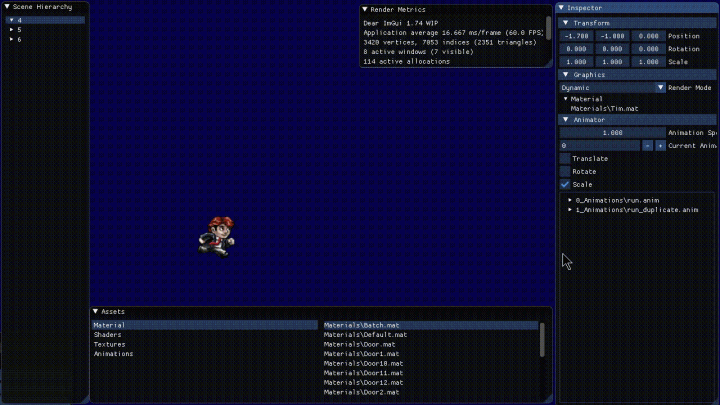 Scene Hierarchy
4
5
6
Render Metrics
Dear ImGui 1.74 WIP
Application average 16.667 ms/frame (60.0 FPS)
3420 vertices, 7053 indices (2351 triangles)
8 active windows (7 visible)
114 active allocations
Inspector
Transform
-1.700 -1.000 0.000 Position
0.000 0.000 0.000 Rotation
1.000 1.000 1.000 Scale
Graphics
Dynamic Render Mode
Material
Materials\Tim.mat
Animator
1.000 Animation Sp
0 - + Current Anim
Translate
Rotate
Scale
0_Animations\run.anim
1_Animations\run_duplicate.anim
Assets
Material
Shaders
Textures
Animations
Materials\Batch.mat
Materials\Default.mat
Materials\Door.mat
Materials\Door1.mat
Materials\Door10.mat
Materials\Door11.mat
Materials\Door12.mat
Materials\Door2.mat